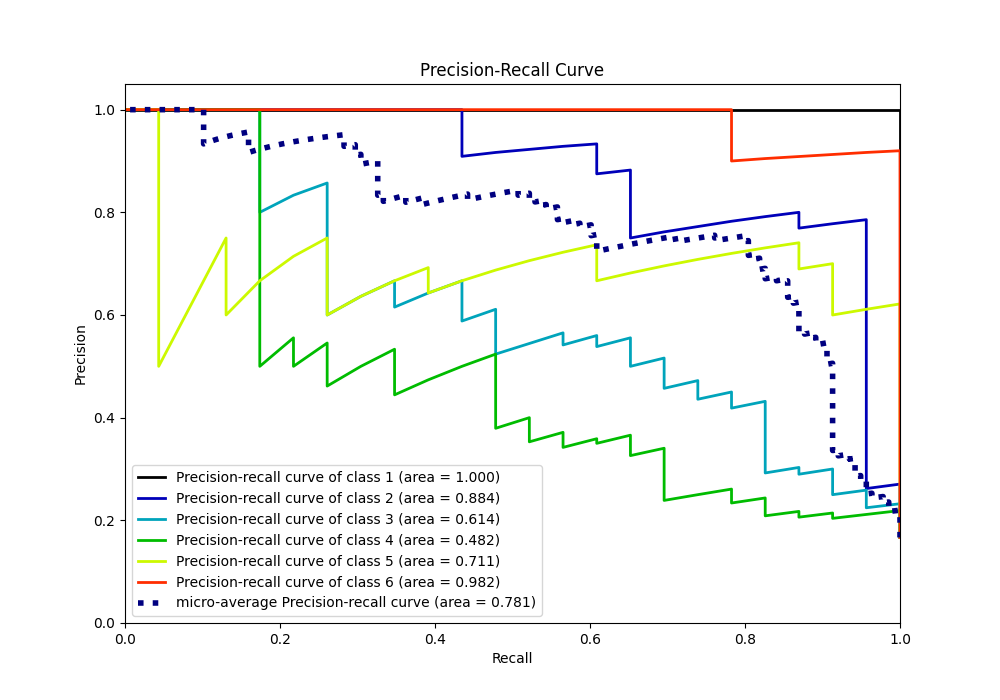 Precision-Recall Curve
1.0
0.8
0.6
0.4
0.2
0.0
Precision
Precision-recall curve of class 1 (area = 1.000)
Precision-recall curve of class 2 (area = 0.884)
Precision-recall curve of class 3 (area = 0.614)
Precision-recall curve of class 4 (area = 0.482)
Precision-recall curve of class 5 (area = 0.711)
Precision-recall curve of class 6 (area = 0.982)
micro-average Precision-recall curve (area = 0.781)
0.0 0.2 0.4 0.6 0.8 1.0
Recall